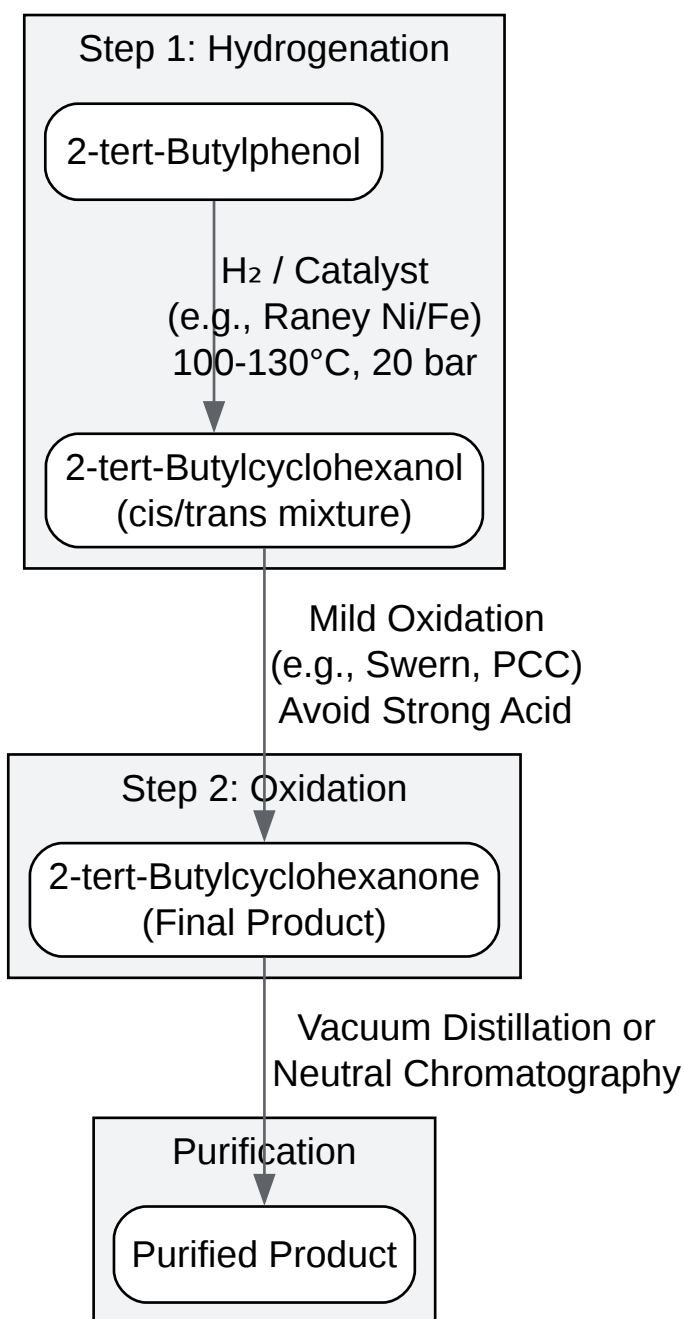 Step 1: Hydrogenation
2-tert-Butylphenol
H₂ / Catalyst
(e.g., Raney Ni/Fe)
100-130°C, 20 bar
2-tert-Butylcyclohexanol
(cis/trans mixture)
Mild Oxidation
(e.g., Swern, PCC)
Avoid Strong Acid
Step 2: Oxidation
2-tert-Butylcyclohexanone
(Final Product)
Vacuum Distillation or
Neutral Chromatography
Purification
Purified Product